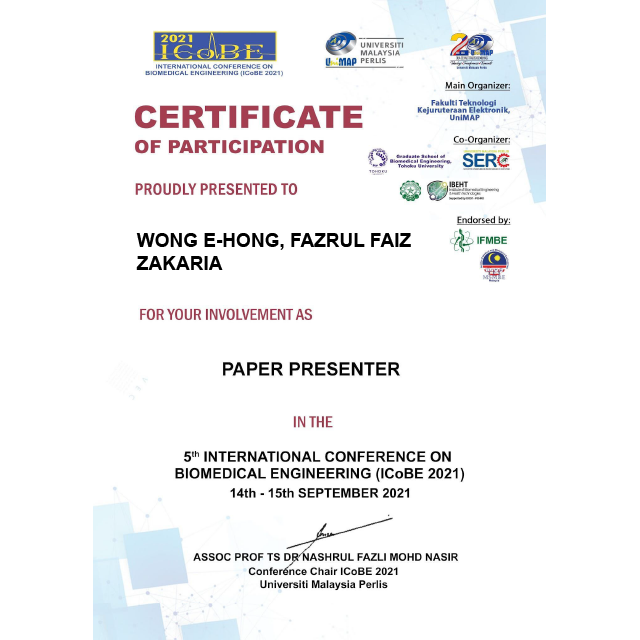 2021
ICoBE
INTERNATIONAL CONFERENCE ON
BIOMEDICAL ENGINEERING (ICoBE 2021)
UniMAP
UNIVERSITI
MALAYSIA
PERLIS
UniMAP
Main Organizer:
Fakulti Teknologi
Kejuruteraan Elektronik,
UniMAP
CERTIFICATE
OF PARTICIPATION
Co-Organizer:
TOHOKU
Graduate School of
Biomedical Engineering,
Tohoku University
SERC
PROUDLY PRESENTED TO
IBEHT
Endorsed by:
IFMBE
WONG E-HONG, FAZRUL FAIZ
ZAKARIA
FOR YOUR INVOLVEMENT AS
PAPER PRESENTER
IN THE
5th INTERNATIONAL CONFERENCE ON
BIOMEDICAL ENGINEERING (ICoBE 2021)
14th - 15th SEPTEMBER 2021
ASSOC PROF TS DR NASHRUL FAZLI MOHD NASIR
Conference Chair ICoBE 2021
Universiti Malaysia Perlis